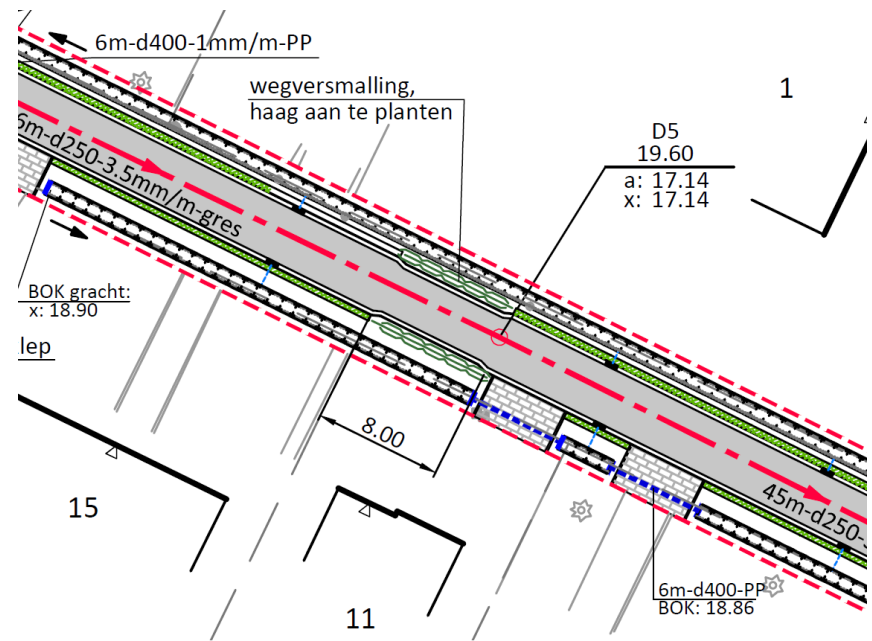 6m-d400-1mm/m-PP
wegversmalling,
haag aan te planten
1
D5
19.60
a: 17.14
x: 17.14
6m-d250-3.5mm/m-gres
BOK gracht:
x: 18.90
lep
8.00
15
11
45m-d250-3
6m-d400-PP
BOK: 18.86